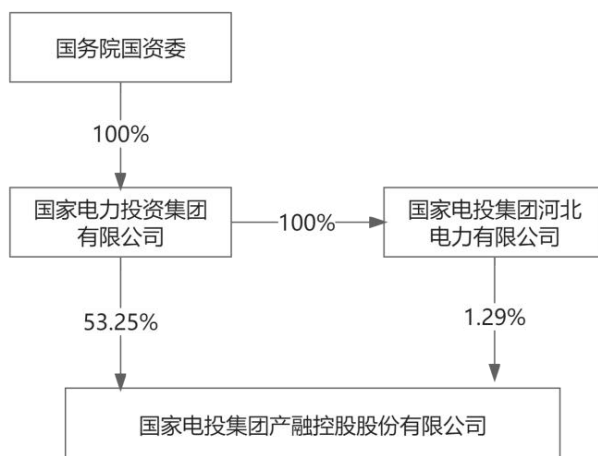 国务院国资委
100%
国家电力投资集团
有限公司
100%
国家电投集团河北
电力有限公司
53.25%
1.29%
国家电投集团产融控股股份有限公司